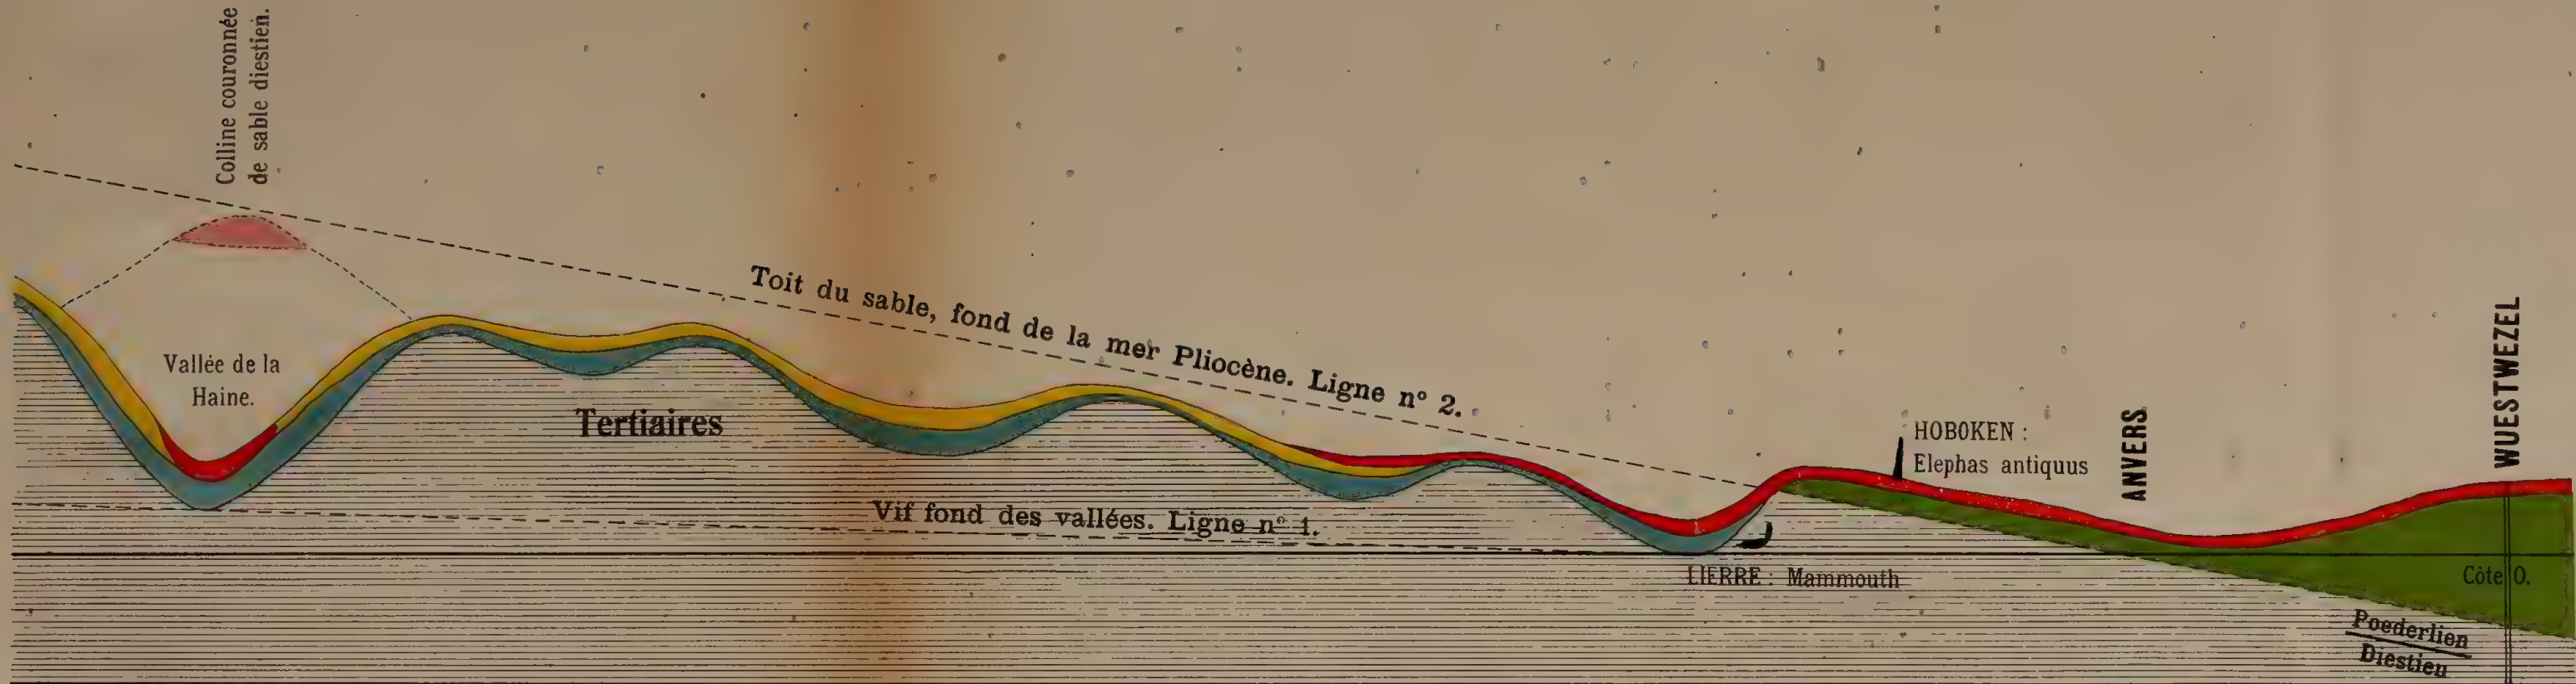 Colline couronnée
de sable diestien.
Vallée de la
Haine.
Tertiaires
Toit du sable, fond de la mer Pliocène. Ligne n° 2.
Vif fond des vallées. Ligne n° 1.
LIERRE : Mammouth
HOBOKEN :
Elephas antiquus
ANVERS
WUESTWEZEL
Côte O.
Poederlien
Diestien